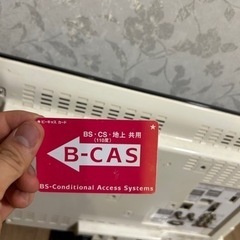 ビーキャス カード
BS・CS・地上 共用
(110度)
B-CAS
BS-Conditional Access Systems